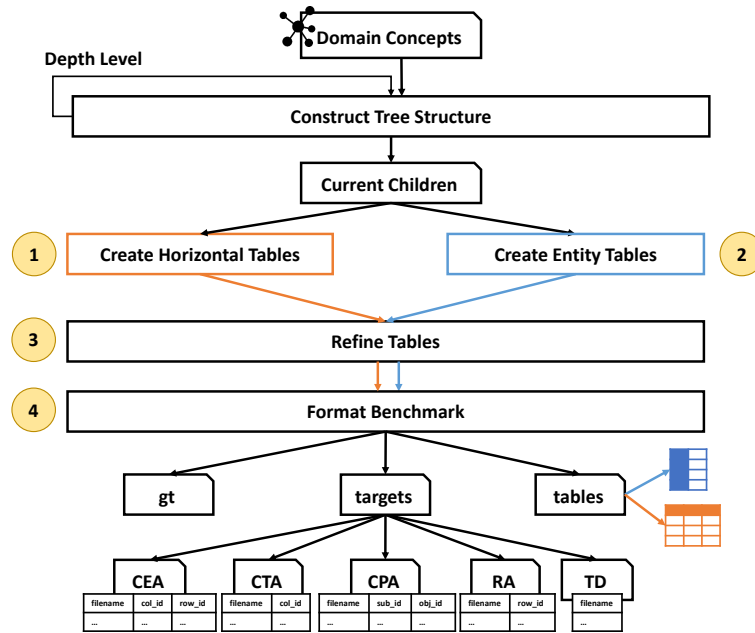 Domain Concepts
Depth Level
Construct Tree Structure
Current Children
1
Create Horizontal Tables
Create Entity Tables
2
3
Refine Tables
4
Format Benchmark
gt
targets
tables
CEA
CTA
CPA
RA
TD
filename col_id row_id
filename col_id
filename sub_id obj_id
filename row_id
filename
... ... ...
... ...
... ... ...
... ...
...